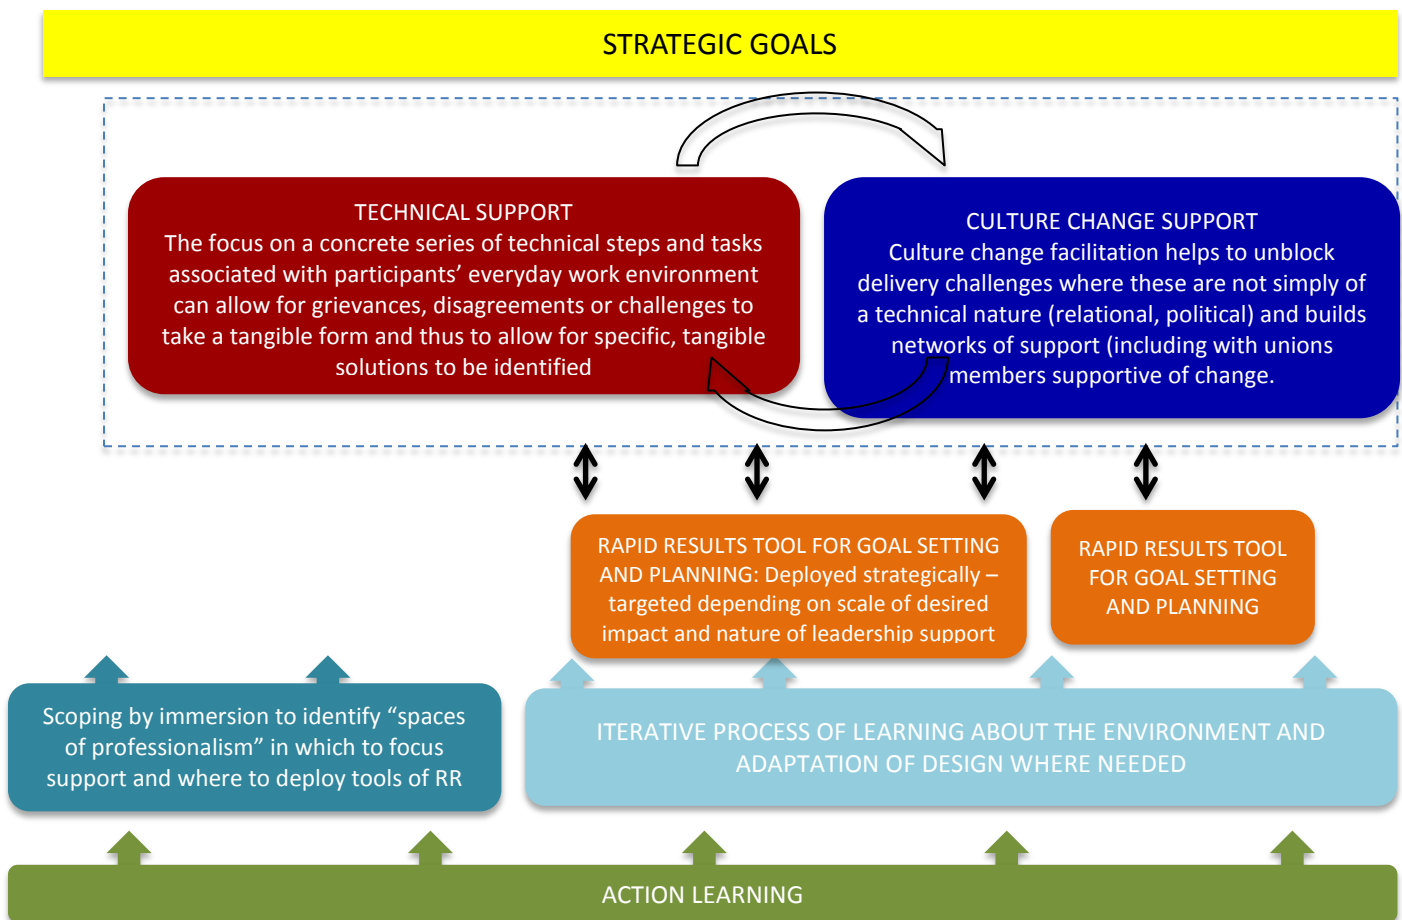 STRATEGIC GOALS
TECHNICAL SUPPORT
The focus on a concrete series of technical steps and tasks
associated with participants’ everyday work environment
can allow for grievances, disagreements or challenges to
take a tangible form and thus to allow for specific, tangible
solutions to be identified
CULTURE CHANGE SUPPORT
Culture change facilitation helps to unblock
delivery challenges where these are not simply of
a technical nature (relational, political) and builds
networks of support (including with unions
members supportive of change.
RAPID RESULTS TOOL FOR GOAL SETTING
AND PLANNING: Deployed strategically –
targeted depending on scale of desired
impact and nature of leadership support
RAPID RESULTS TOOL
FOR GOAL SETTING
AND PLANNING
Scoping by immersion to identify “spaces
of professionalism” in which to focus
support and where to deploy tools of RR
ITERATIVE PROCESS OF LEARNING ABOUT THE ENVIRONMENT AND
ADAPTATION OF DESIGN WHERE NEEDED
ACTION LEARNING